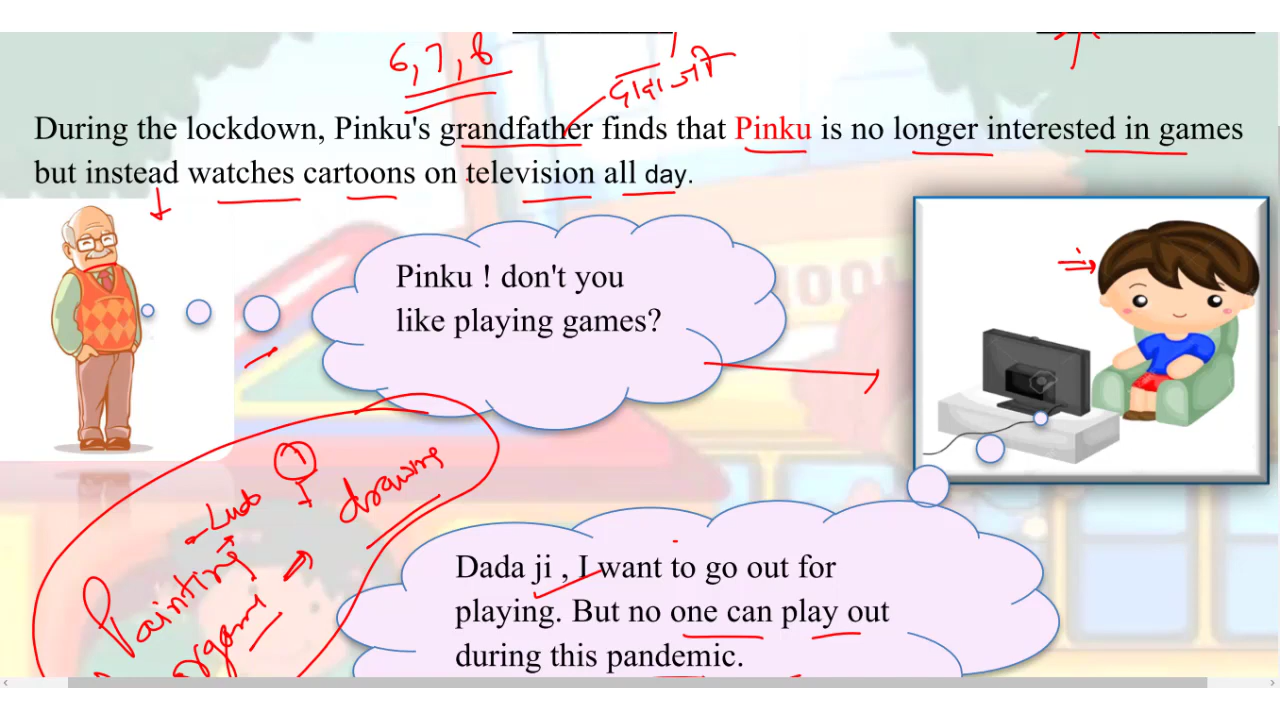 6, 7, 8
दादा जी
During the lockdown, Pinku's grandfather finds that Pinku is no longer interested in games
but instead watches cartoons on television all day.
Pinku ! don't you
like playing games?
drawing
Ludo
Painting
Dada ji , I want to go out for
playing. But no one can play out
during this pandemic.